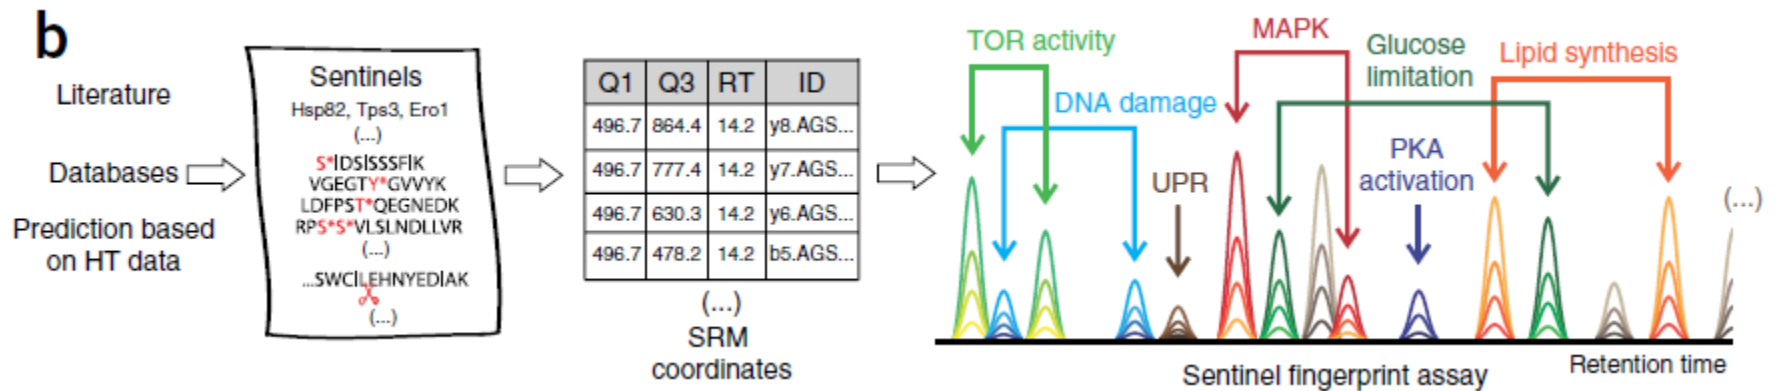 b
Literature
Databases
Prediction based
on HT data
Sentinels
Hsp82, Tps3, Ero1
(...)
S*IDSISSSFIK
VGEGTY*GVVYK
LDFPST*QEGNEDK
RPS*S*VLSLNDLLVR
(...)
...SWCILEHNYEDIAK
(...)
Q1 Q3 RT ID
496.7 864.4 14.2 y8.AGS...
496.7 777.4 14.2 y7.AGS...
496.7 630.3 14.2 y6.AGS...
496.7 478.2 14.2 b5.AGS...
(...)
SRM
coordinates
TOR activity
DNA damage
UPR
MAPK
Glucose
limitation
PKA
activation
Lipid synthesis
(...)
Sentinel fingerprint assay
Retention time